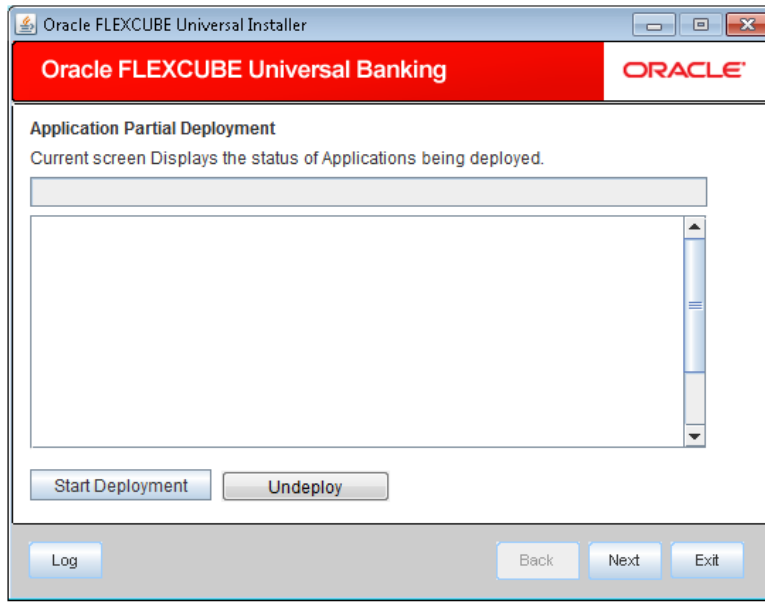 Oracle FLEXCUBE Universal Installer
Oracle FLEXCUBE Universal Banking
ORACLE
Application Partial Deployment
Current screen Displays the status of Applications being deployed.
Start Deployment
Undeploy
Log
Back
Next
Exit